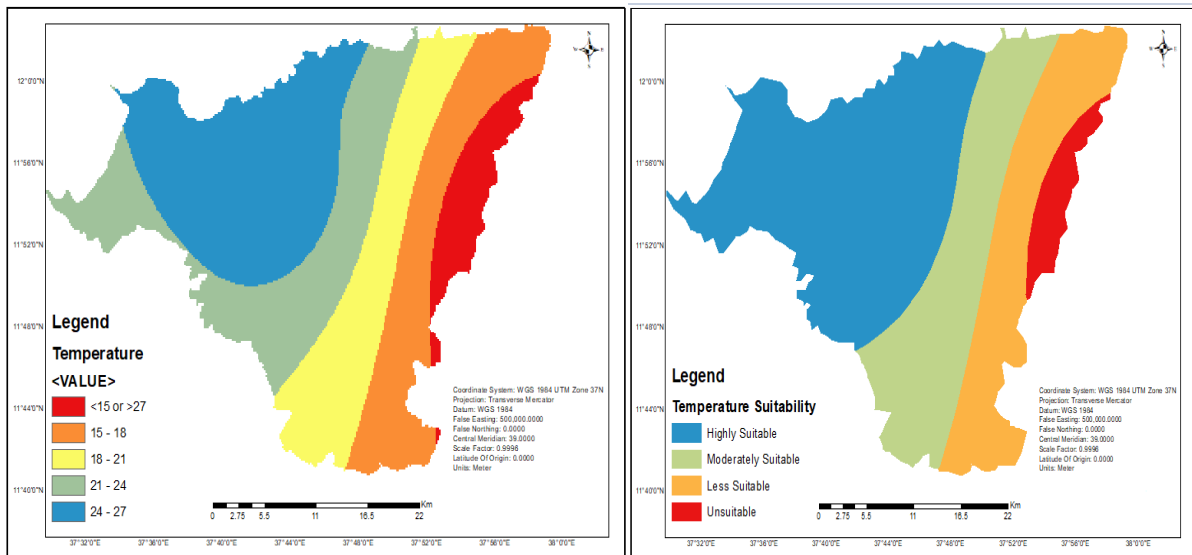 N
W E
S
12°0'0"N
11°56'0"N
11°52'0"N
11°48'0"N
11°44'0"N
11°40'0"N
Legend
Temperature
<VALUE>
<15 or >27
15 - 18
18 - 21
21 - 24
24 - 27
Coordinate System: WGS 1984 UTM Zone 37N
Projection: Transverse Mercator
Datum: WGS 1984
False Easting: 500,000.0000
False Northing: 0.0000
Central Meridian: 39.0000
Scale Factor: 0.9996
Latitude Of Origin: 0.0000
Units: Meter
Km
0 2.75 5.5 11 16.5 22
37°32'0"E 37°36'0"E 37°40'0"E 37°44'0"E 37°48'0"E 37°52'0"E 37°56'0"E 38°0'0"E
N
W E
S
12°0'0"N
11°56'0"N
11°52'0"N
11°48'0"N
11°44'0"N
11°40'0"N
Legend
Temperature Suitability
Highly Suitable
Moderately Suitable
Less Suitable
Unsuitable
Coordinate System: WGS 1984 UTM Zone 37N
Projection: Transverse Mercator
Datum: WGS 1984
False Easting: 500,000.0000
False Northing: 0.0000
Central Meridian: 39.0000
Scale Factor: 0.9996
Latitude Of Origin: 0.0000
Units: Meter
Km
0 2.75 5.5 11 16.5 22
37°32'0"E 37°36'0"E 37°40'0"E 37°44'0"E 37°48'0"E 37°52'0"E 37°56'0"E 38°0'0"E